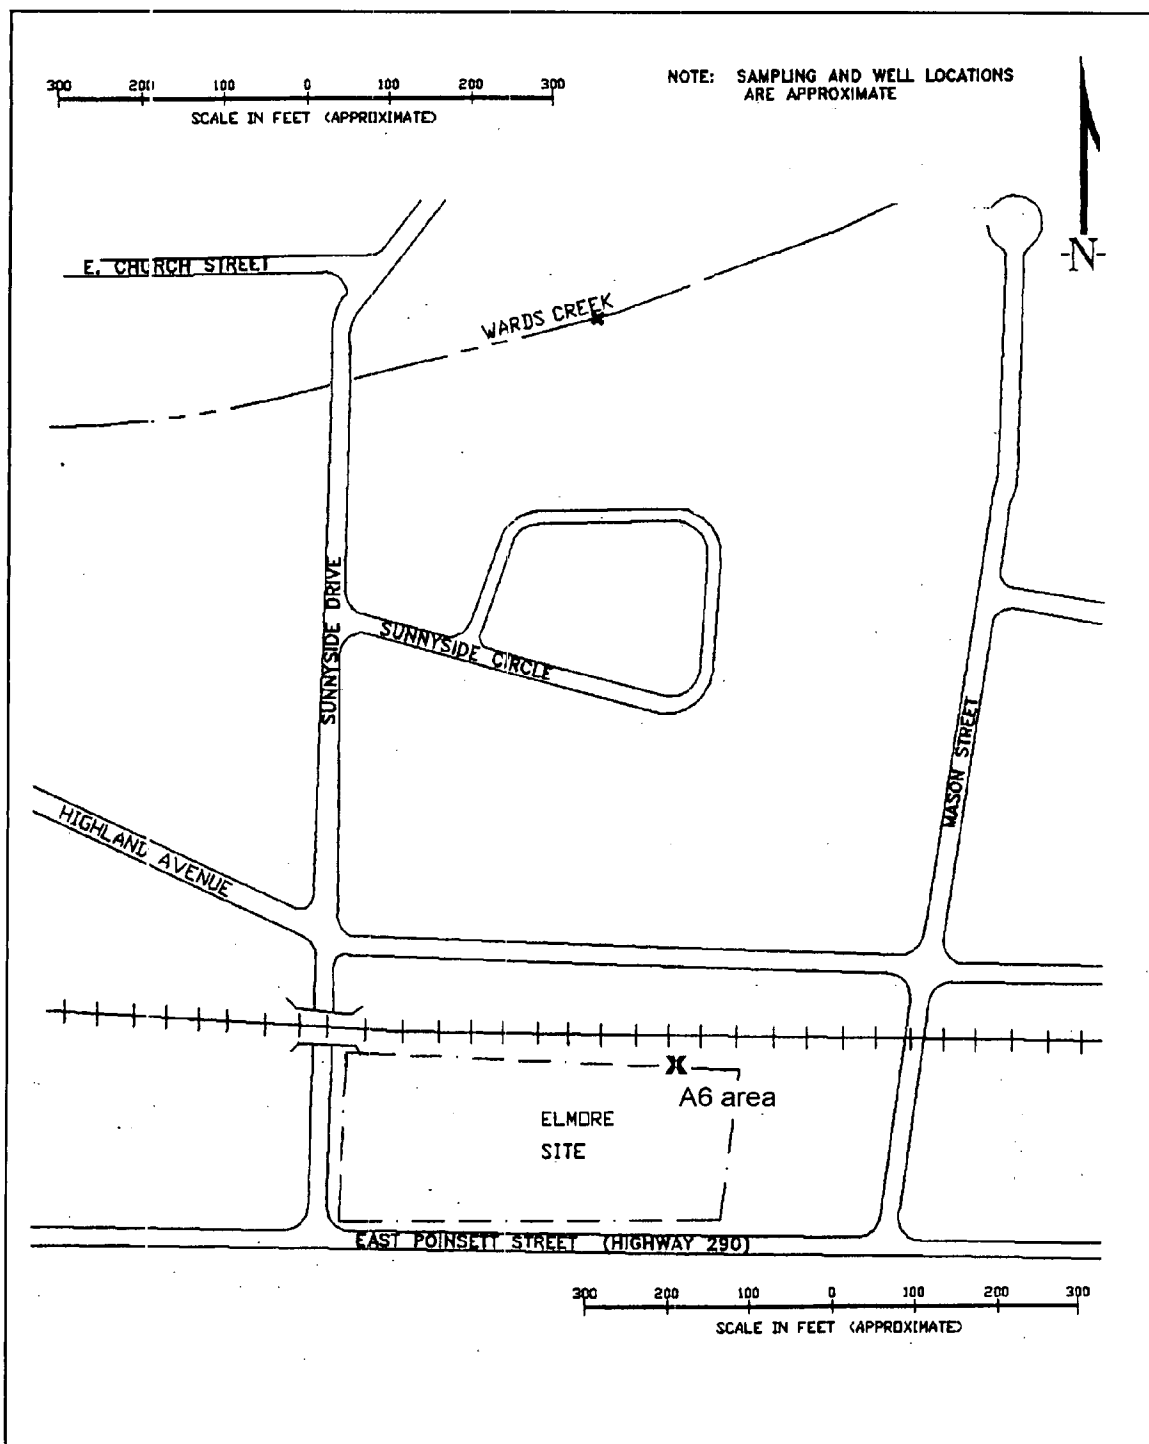 300 200 100 0 100 200 300
SCALE IN FEET (APPROXIMATE)
NOTE: SAMPLING AND WELL LOCATIONS
ARE APPROXIMATE
N
E. CHURCH STREET
WARDS CREEK
SUNNYSIDE DRIVE
SUNNYSIDE CIRCLE
MASON STREET
HIGHLAND AVENUE
A6 area
ELMORE
SITE
EAST POINSETT STREET (HIGHWAY 290)
300 200 100 0 100 200 300
SCALE IN FEET (APPROXIMATE)